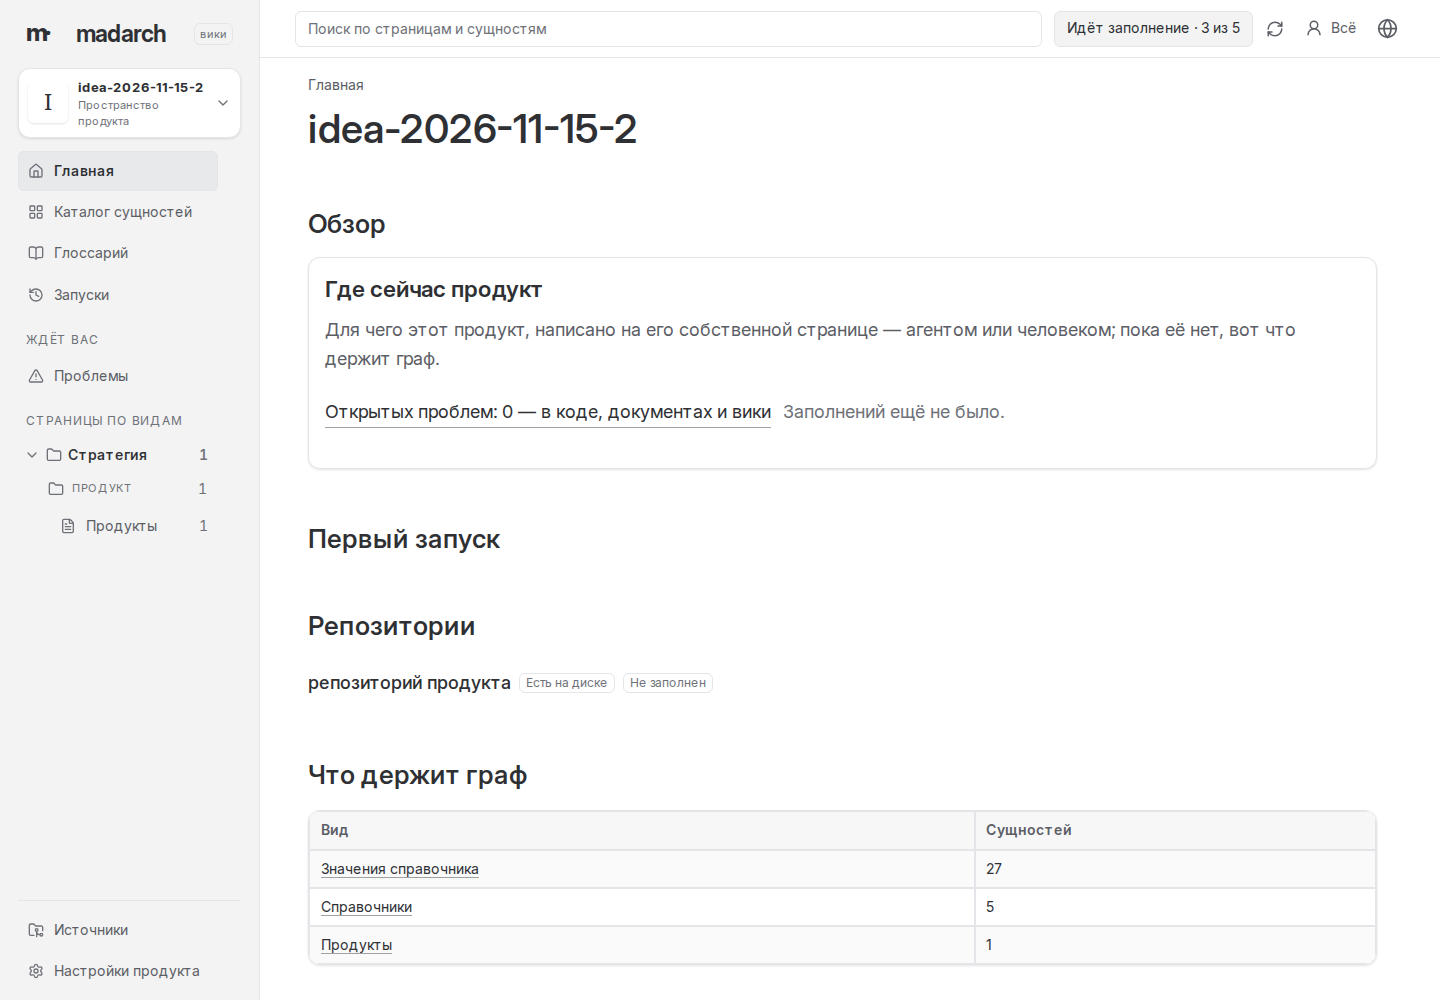 m
madarch
вики
I
idea-2026-11-15-2
Пространство
продукта
Главная
Каталог сущностей
Глоссарий
Запуски
ЖДЁТ ВАС
Проблемы
СТРАНИЦЫ ПО ВИДАМ
Стратегия 1
ПРОДУКТ 1
Продукты 1
Источники
Настройки продукта
Поиск по страницам и сущностям
Идёт заполнение · 3 из 5
Всё
Главная
idea-2026-11-15-2
Обзор
Где сейчас продукт
Для чего этот продукт, написано на его собственной странице — агентом или человеком; пока её нет, вот что
держит граф.
Открытых проблем: 0 — в коде, документах и вики Заполнений ещё не было.
Первый запуск
Репозитории
репозиторий продукта Есть на диске Не заполнен
Что держит граф
Вид Сущностей
Значения справочника 27
Справочники 5
Продукты 1